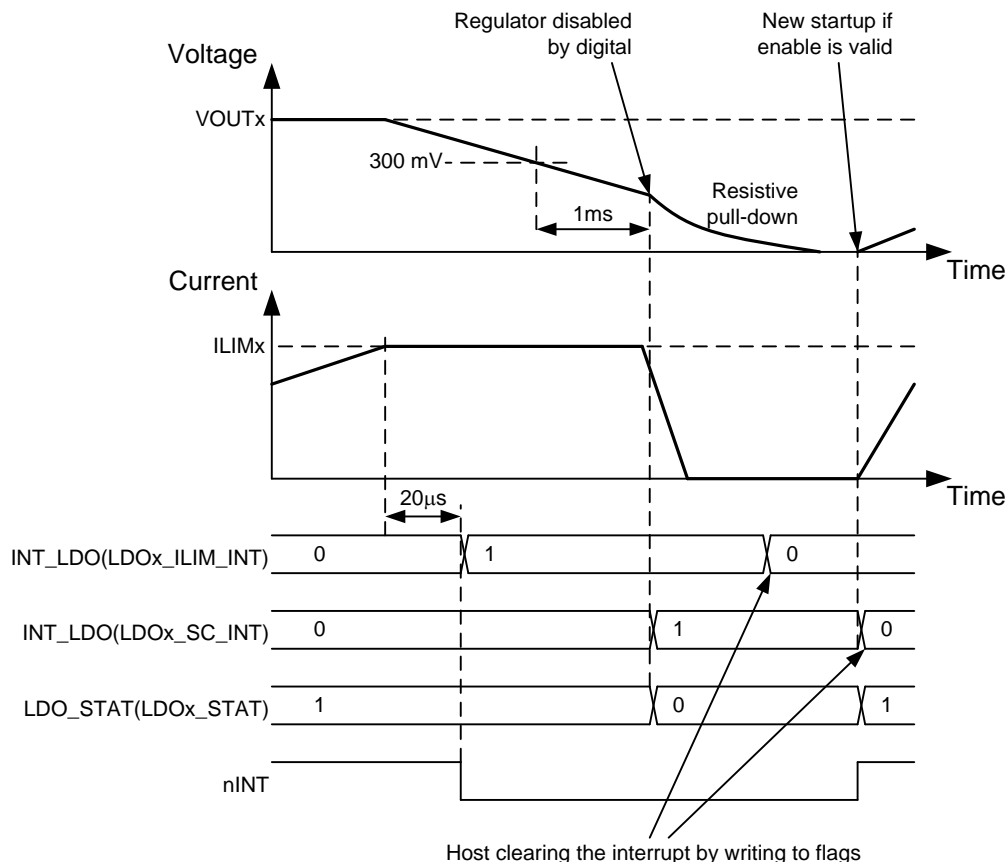 Regulator disabled
by digital
New startup if
enable is valid
Voltage
VOUTx
300 mV
1ms
Resistive
pull-down
Time
Current
ILIMx
Time
20μs
INT_LDO(LDOx_ILIM_INT) 0 1 0
INT_LDO(LDOx_SC_INT) 0 1 0
LDO_STAT(LDOx_STAT) 1 0 1
nINT
Host clearing the interrupt by writing to flags